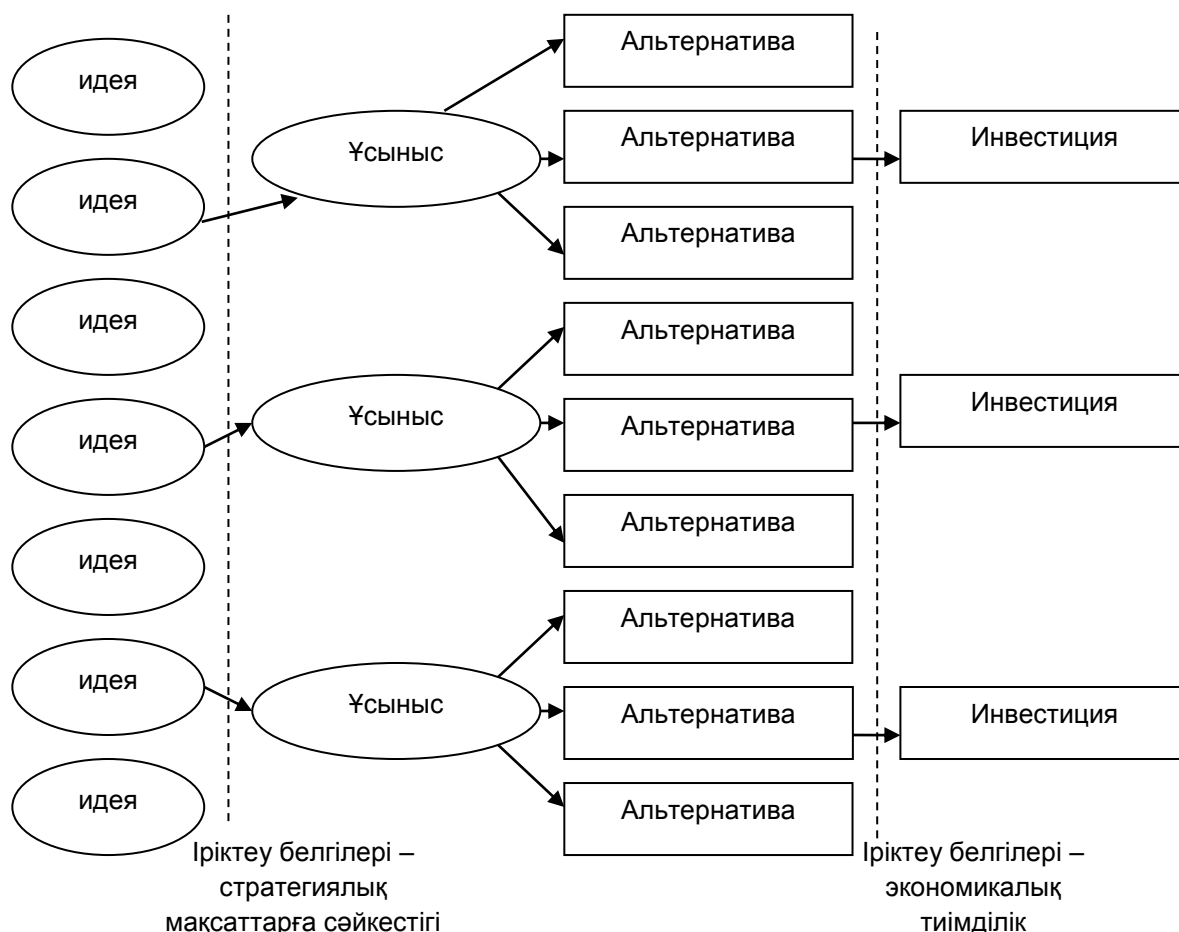 идея
идея
идея
идея
идея
идея
идея
Ұсыныс
Ұсыныс
Ұсыныс
Альтернатива
Альтернатива
Альтернатива
Альтернатива
Альтернатива
Альтернатива
Альтернатива
Альтернатива
Альтернатива
Инвестиция
Инвестиция
Инвестиция
Іріктеу белгілері –
стратегиялық
мақсаттарға сәйкестігі
Іріктеу белгілері –
экономикалық
тиімділік